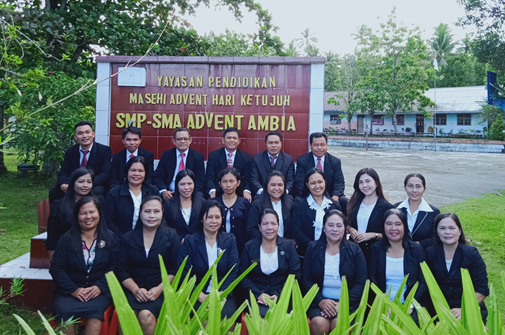 YAYASAN PENDIDIKAN
MASEHI ADVENT HARI KETUJUH
SMP-SMA ADVENT AMBIA